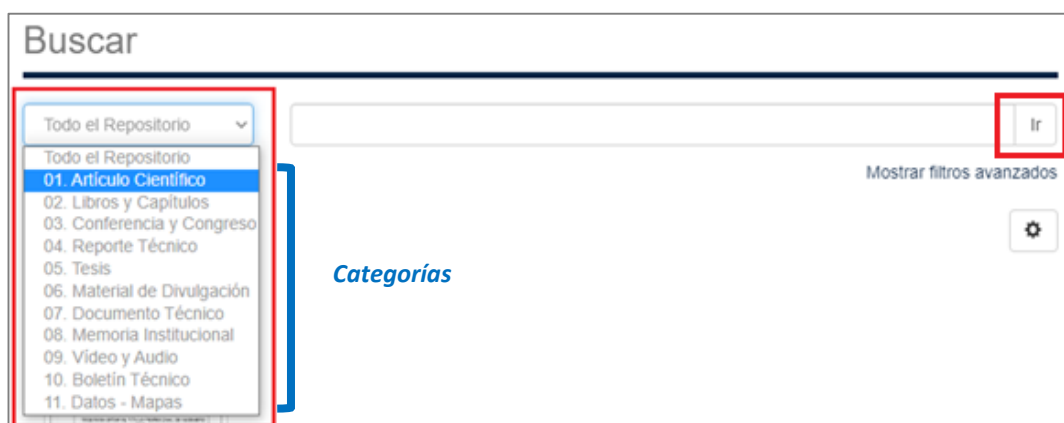 Buscar
Todo el Repositorio
Ir
Todo el Repositorio
01. Artículo Científico
Mostrar filtros avanzados
02. Libros y Capítulos
03. Conferencia y Congreso
04. Reporte Técnico
05. Tesis
Categorías
06. Material de Divulgación
07. Documento Técnico
08. Memoria Institucional
09. Vídeo y Audio
10. Boletín Técnico
11. Datos - Mapas